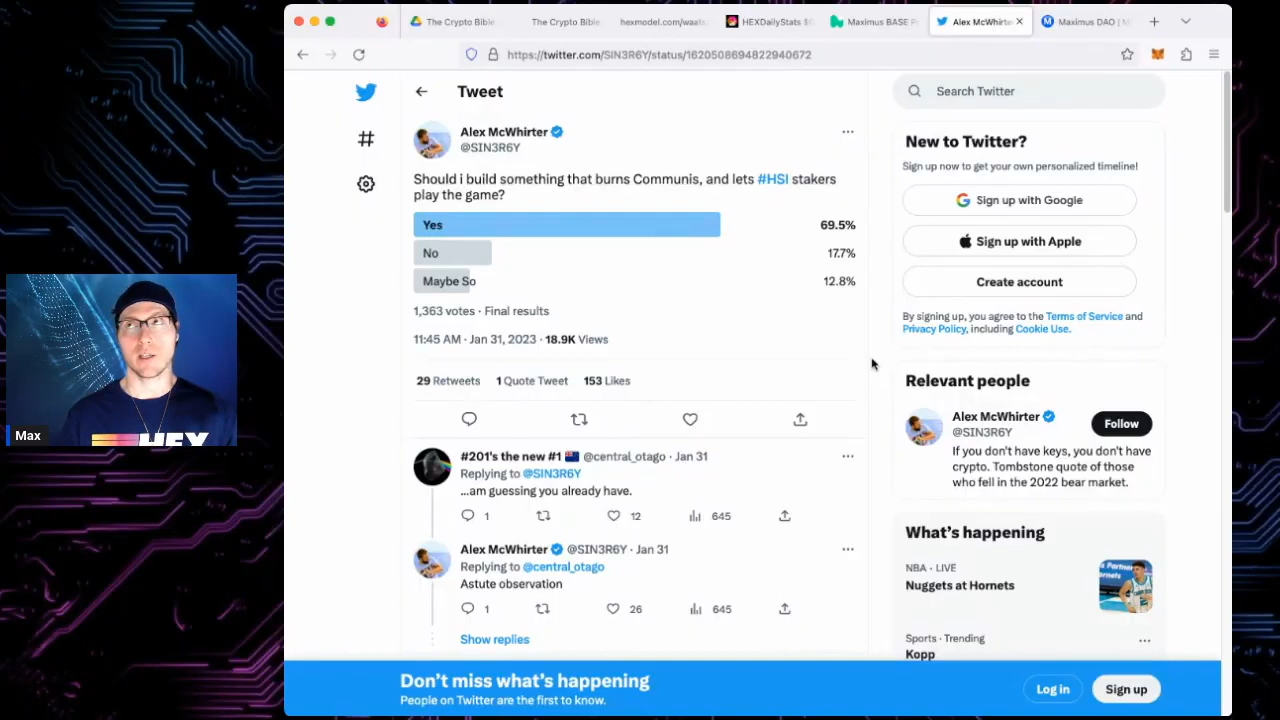 The Crypto Bible
The Crypto Bible
hexmodel.com/waats
HEXDailyStats
Maximus BASE P
Alex McWhirte
Maximus DAO | M
https://twitter.com/SIN3R6Y/status/1620508694822940672
Tweet
Alex McWhirter
@SIN3R6Y
Should i build something that burns Communis, and lets #HSI stakers
play the game?
Yes 69.5%
No 17.7%
Maybe So 12.8%
1,363 votes · Final results
11:45 AM · Jan 31, 2023 · 18.9K Views
29 Retweets 1 Quote Tweet 153 Likes
#201's the new #1 @central_otago · Jan 31
Replying to @SIN3R6Y
...am guessing you already have.
1 12 645
Alex McWhirter @SIN3R6Y · Jan 31
Replying to @central_otago
Astute observation
1 26 645
Show replies
Search Twitter
New to Twitter?
Sign up now to get your own personalized timeline!
Sign up with Google
Sign up with Apple
Create account
By signing up, you agree to the Terms of Service and
Privacy Policy, including Cookie Use.
Relevant people
Alex McWhirter
@SIN3R6Y
Follow
If you don't have keys, you don't have
crypto. Tombstone quote of those
who fell in the 2022 bear market.
What's happening
NBA · LIVE
Nuggets at Hornets
Sports · Trending
Kopp
Don't miss what's happening
People on Twitter are the first to know.
Log in
Sign up
HEX
Max